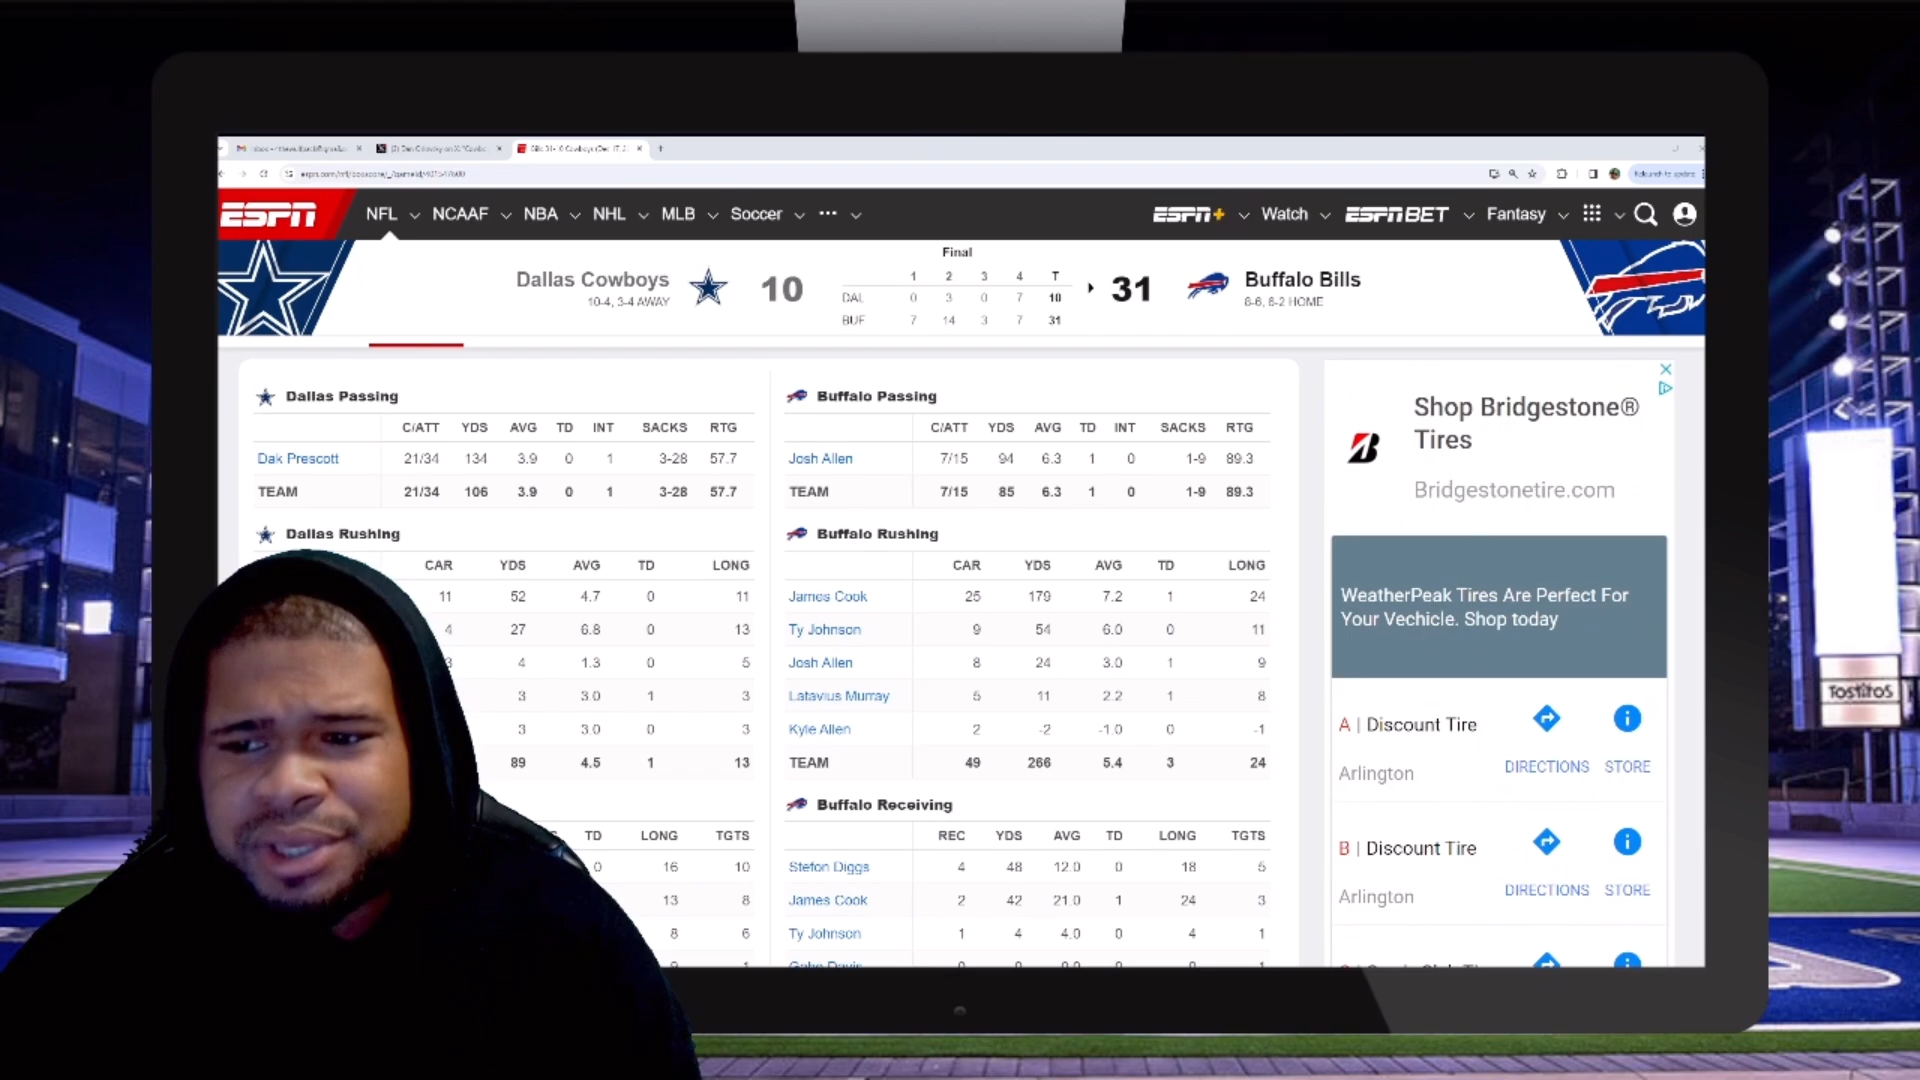 ESPN NFL NCAAF NBA NHL MLB Soccer ••• ESPN+ Watch ESPN BET Fantasy
Final
Dallas Cowboys 10 31 Buffalo Bills
10-4, 3-4 AWAY 8-6, 6-2 HOME
1 2 3 4 T
DAL 0 3 0 7 10
BUF 7 14 3 7 31
Dallas Passing
C/ATT YDS AVG TD INT SACKS RTG
Dak Prescott 21/34 134 3.9 0 1 3-28 57.7
TEAM 21/34 106 3.9 0 1 3-28 57.7
Dallas Rushing
CAR YDS AVG TD LONG
11 52 4.7 0 11
4 27 6.8 0 13
3 4 1.3 0 5
3 3.0 1 3
3 3.0 0 3
89 4.5 1 13
TD LONG TGTS
0 16 10
13 8
8 6
Buffalo Passing
C/ATT YDS AVG TD INT SACKS RTG
Josh Allen 7/15 94 6.3 1 0 1-9 89.3
TEAM 7/15 85 6.3 1 0 1-9 89.3
Buffalo Rushing
CAR YDS AVG TD LONG
James Cook 25 179 7.2 1 24
Ty Johnson 9 54 6.0 0 11
Josh Allen 8 24 3.0 1 9
Latavius Murray 5 11 2.2 1 8
Kyle Allen 2 -2 -1.0 0 -1
TEAM 49 266 5.4 3 24
Buffalo Receiving
REC YDS AVG TD LONG TGTS
Stefon Diggs 4 48 12.0 0 18 5
James Cook 2 42 21.0 1 24 3
Ty Johnson 1 4 4.0 0 4 1
Shop Bridgestone®
Tires
Bridgestonetire.com
WeatherPeak Tires Are Perfect For
Your Vechicle. Shop today
A | Discount Tire
Arlington
DIRECTIONS STORE
B | Discount Tire
Arlington
DIRECTIONS STORE
Tostitos